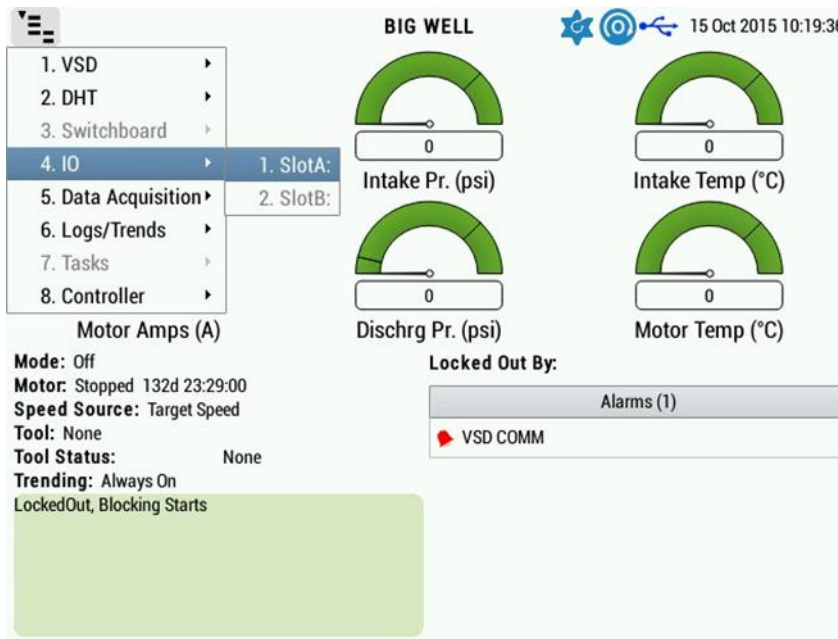 BIG WELL
15 Oct 2015 10:19:36
1. VSD
2. DHT
3. Switchboard
4. IO
5. Data Acquisition
6. Logs/Trends
7. Tasks
8. Controller
1. SlotA:
2. SlotB:
0
Intake Pr. (psi)
0
Intake Temp (°C)
Motor Amps (A)
0
Dischrg Pr. (psi)
0
Motor Temp (°C)
Mode: Off
Motor: Stopped 132d 23:29:00
Speed Source: Target Speed
Tool: None
Tool Status: None
Trending: Always On
LockedOut, Blocking Starts
Locked Out By:
Alarms (1)
VSD COMM